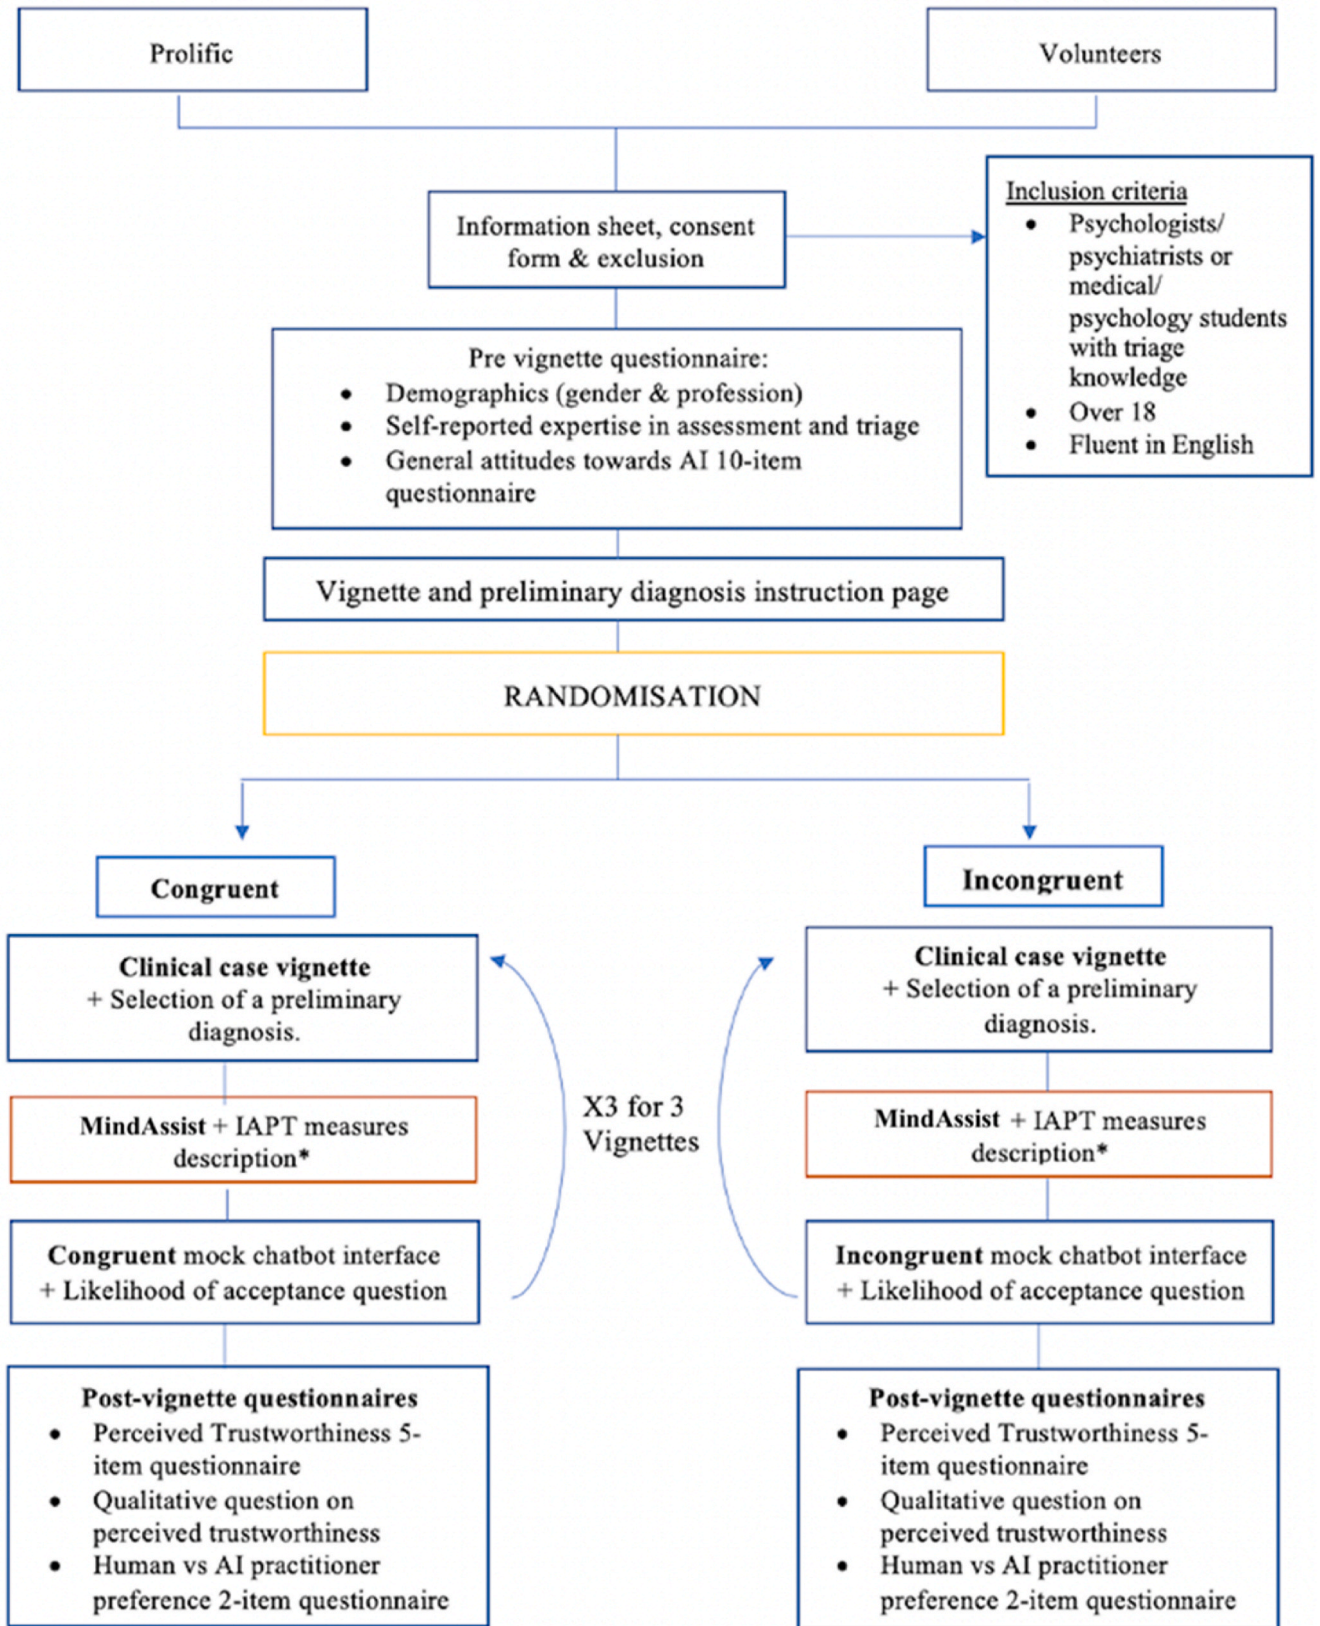 Prolific
Volunteers
Information sheet, consent
form & exclusion
Inclusion criteria
• Psychologists/
psychiatrists or
medical/
psychology students
with triage
knowledge
• Over 18
• Fluent in English
Pre vignette questionnaire:
• Demographics (gender & profession)
• Self-reported expertise in assessment and triage
• General attitudes towards AI 10-item
questionnaire
Vignette and preliminary diagnosis instruction page
RANDOMISATION
Congruent
Clinical case vignette
+ Selection of a preliminary
diagnosis.
MindAssist + IAPT measures
description*
Congruent mock chatbot interface
+ Likelihood of acceptance question
Post-vignette questionnaires
• Perceived Trustworthiness 5-
item questionnaire
• Qualitative question on
perceived trustworthiness
• Human vs AI practitioner
preference 2-item questionnaire
X3 for 3
Vignettes
Incongruent
Clinical case vignette
+ Selection of a preliminary
diagnosis.
MindAssist + IAPT measures
description*
Incongruent mock chatbot interface
+ Likelihood of acceptance question
Post-vignette questionnaires
• Perceived Trustworthiness 5-
item questionnaire
• Qualitative question on
perceived trustworthiness
• Human vs AI practitioner
preference 2-item questionnaire